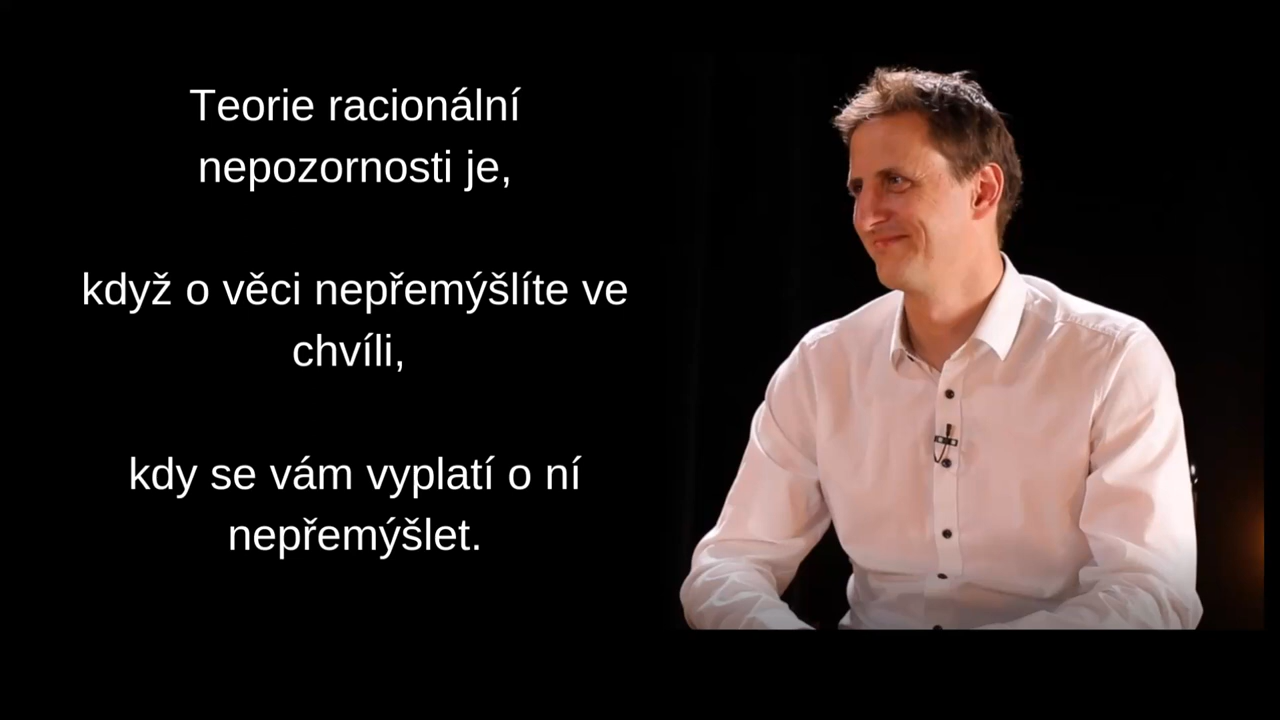 Teorie racionální
nepozornosti je,
když o věci nepřemýšlíte ve
chvíli,
kdy se vám vyplatí o ní
nepřemýšlet.